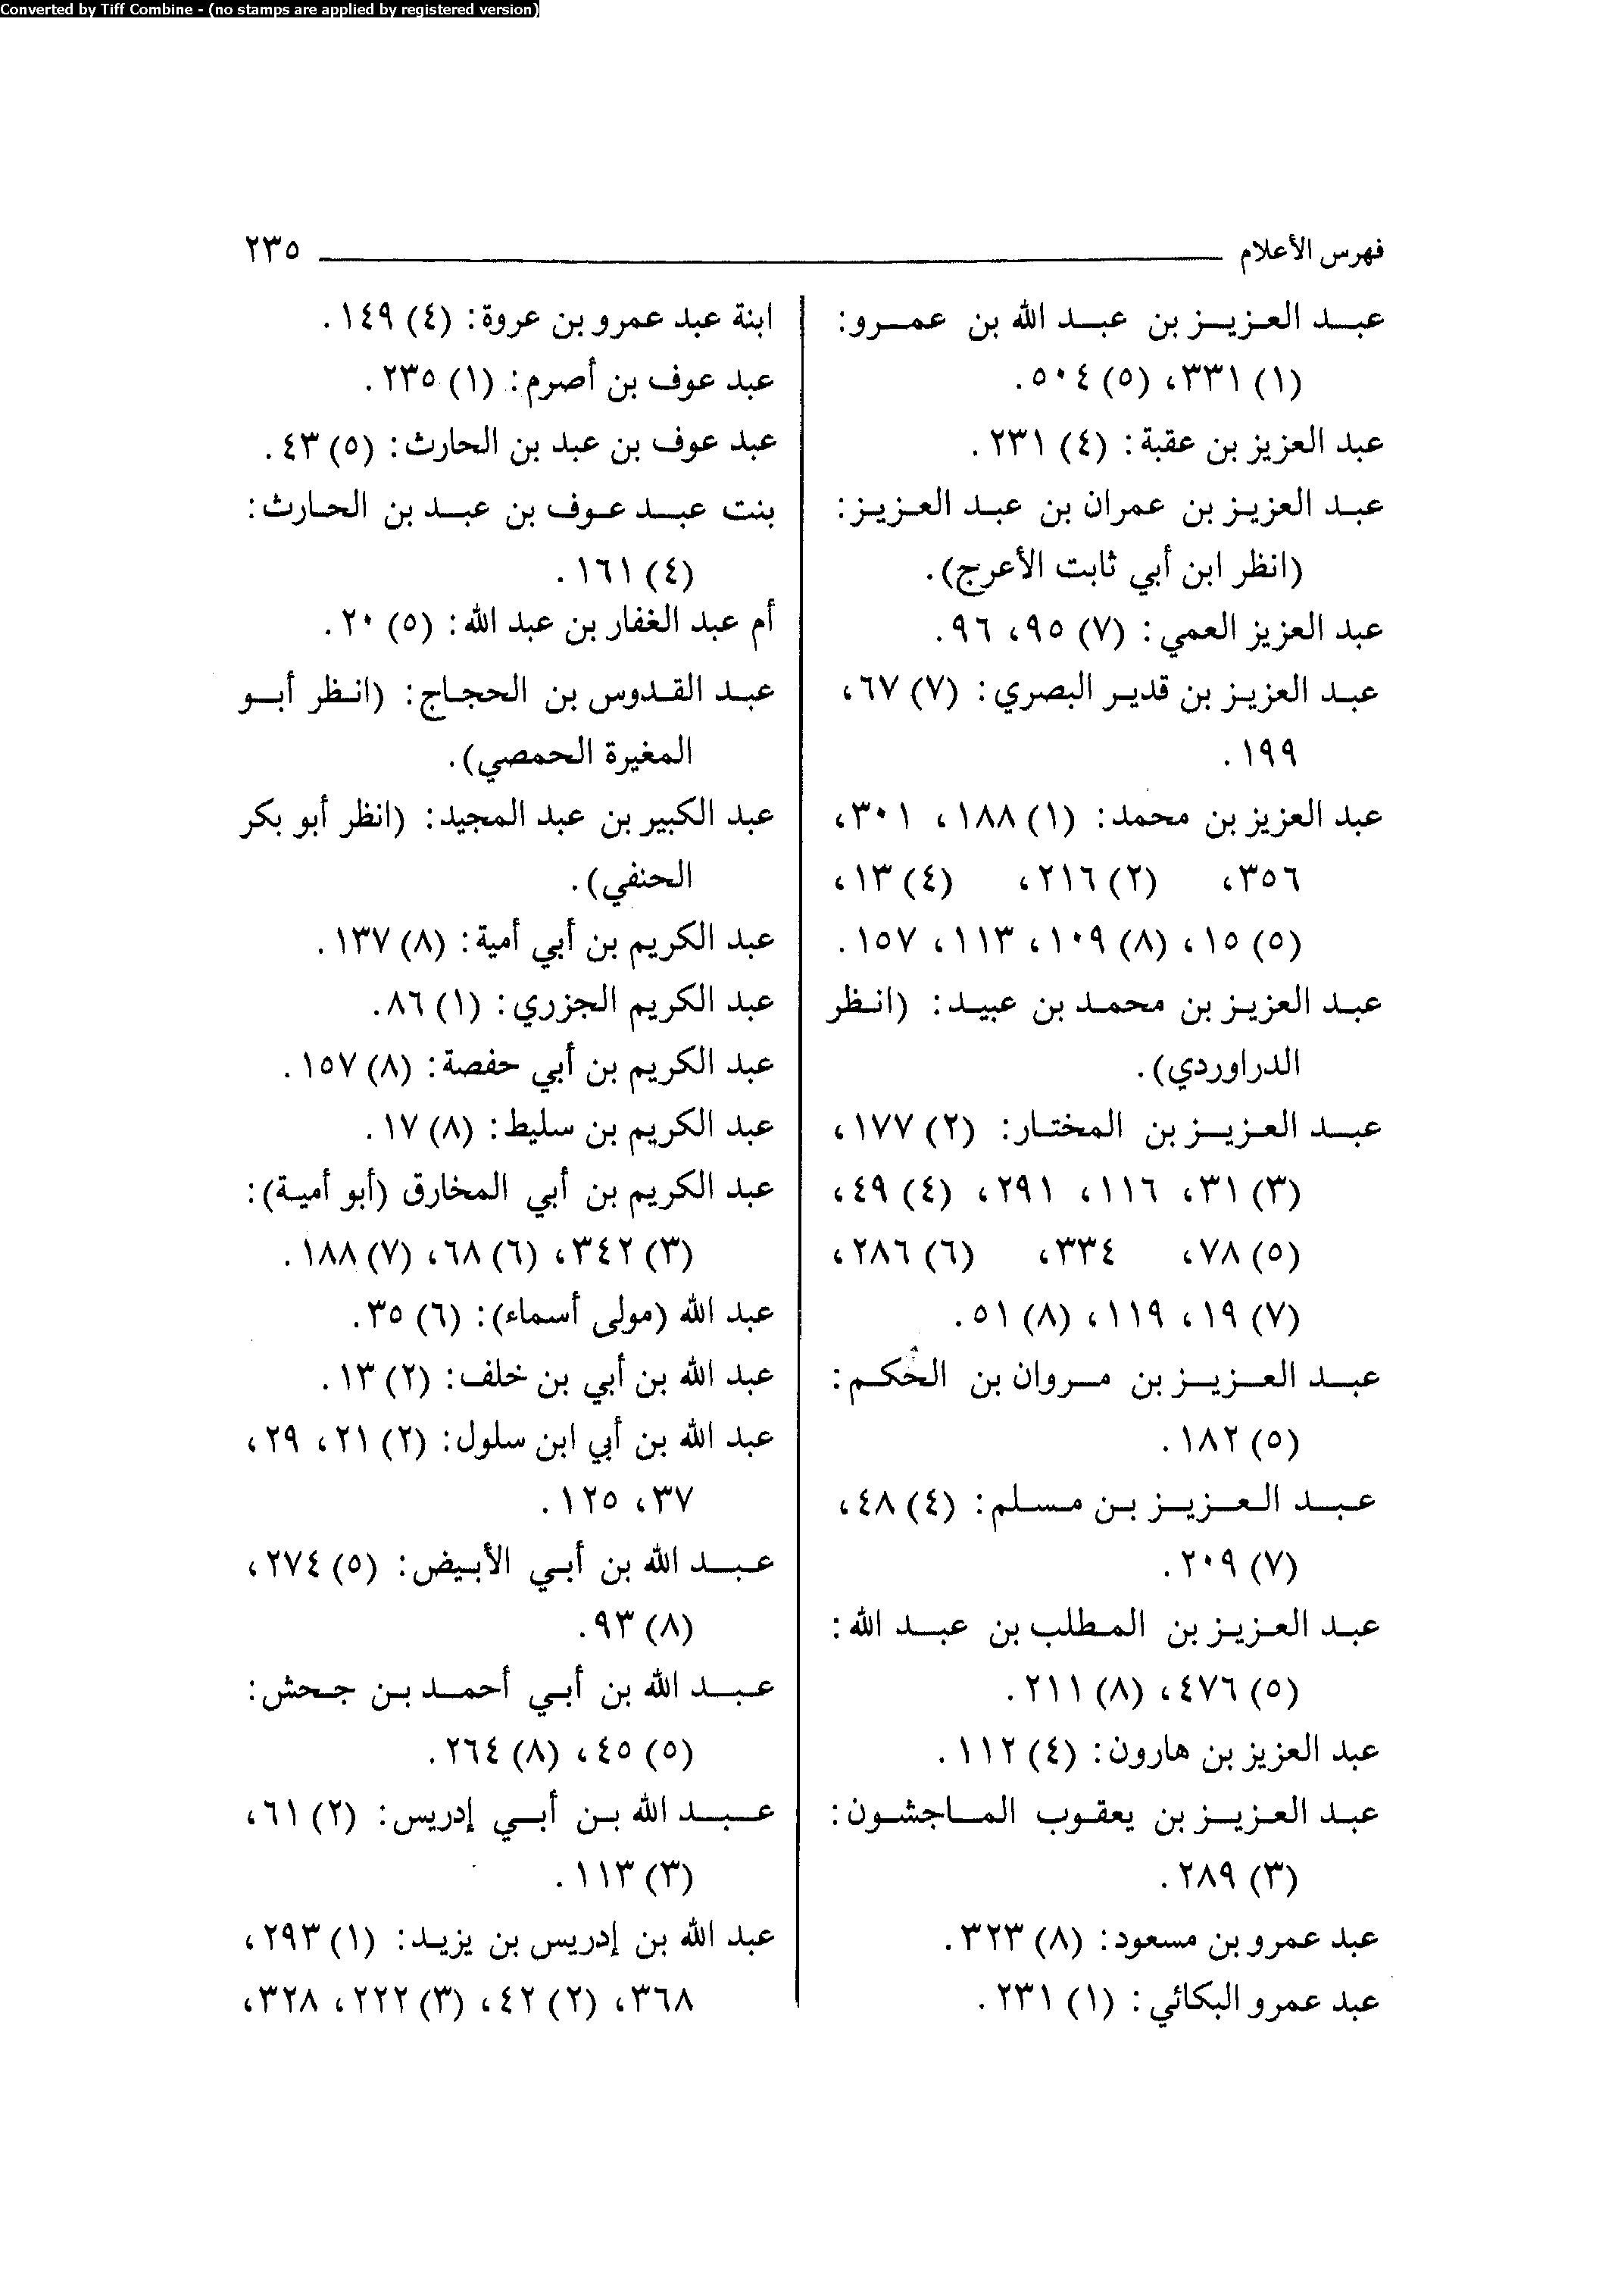 Converted by Tiff Combine - (no stamps are applied by registered version)
فهرس الأعلام ٢٣٥
عبد العزيز بن عبد الله بن عمرو:
(١) ٣٣١، (٥) ٥٠٤.
عبد العزيز بن عقبة: (٤) ٢٣١.
عبد العزيز بن عمران بن عبد العزيز:
(انظر ابن أبي ثابت الأعرج).
عبد العزيز العمي: (٧) ٩٥، ٩٦.
عبد العزيز بن قدير البصري: (٧) ٦٧،
١٩٩.
عبد العزيز بن محمد: (١) ١٨٨، ٣٠١،
٣٥٦، (٢) ٢١٦، (٤) ١٣،
(٥) ١٥، (٨) ١٠٩، ١١٣، ١٥٧.
عبد العزيز بن محمد بن عبيد: (انظر
الدراوردي).
عبد العزيز بن المختار: (٢) ١٧٧،
(٣) ٣١، ١١٦، ٢٩١، (٤) ٤٩،
(٥) ٧٨، ٣٣٤، (٦) ٢٨٦،
(٧) ١٩، ١١٩، (٨) ٥١.
عبد العزيز بن مروان بن الحكم:
(٥) ١٨٢.
عبد العزيز بن مسلم: (٤) ٤٨،
(٧) ٢٠٩.
عبد العزيز بن المطلب بن عبد الله:
(٥) ٤٧٦، (٨) ٢١١.
عبد العزيز بن هارون: (٤) ١١٢.
عبد العزيز بن يعقوب الماجشون:
(٣) ٢٨٩.
عبد عمرو بن مسعود: (٨) ٣٢٣.
عبد عمرو البكائي: (١) ٢٣١.
ابنة عبد عمرو بن عروة: (٤) ١٤٩.
عبد عوف بن أصرم: (١) ٢٣٥.
عبد عوف بن عبد بن الحارث: (٥) ٤٣.
بنت عبد عوف بن عبد بن الحارث:
(٤) ١٦١.
أم عبد الغفار بن عبد الله: (٥) ٢٠.
عبد القدوس بن الحجاج: (انظر أبو
المغيرة الحمصي).
عبد الكبير بن عبد المجيد: (انظر أبو بكر
الحنفي).
عبد الكريم بن أبي أمية: (٨) ١٣٧.
عبد الكريم الجزري: (١) ٨٦.
عبد الكريم بن أبي حفصة: (٨) ١٥٧.
عبد الكريم بن سليط: (٨) ١٧.
عبد الكريم بن أبي المخارق (أبو أمية):
(٣) ٣٤٢، (٦) ٦٨، (٧) ١٨٨.
عبد الله (مولى أسماء): (٦) ٣٥.
عبد الله بن أبي بن خلف: (٢) ١٣.
عبد الله بن أبي ابن سلول: (٢) ٢١، ٢٩،
٣٧، ١٢٥.
عبد الله بن أبي الأبيض: (٥) ٢٧٤،
(٨) ٩٣.
عبد الله بن أبي أحمد بن جحش:
(٥) ٤٥، (٨) ٢٦٤.
عبد الله بن أبي إدريس: (٢) ٦١،
(٣) ١١٣.
عبد الله بن إدريس بن يزيد: (١) ٢٩٣،
٣٦٨، (٢) ٤٢، (٣) ٢٢٢، ٣٢٨،